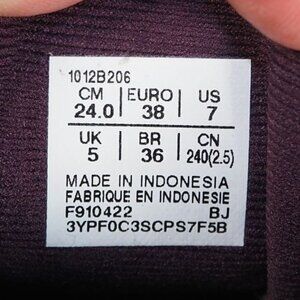 1012B206
CM | EURO | US
24.0 | 38 | 7
UK | BR | CN
5 | 36 | 240(2.5)
MADE IN INDONESIA
FABRIQUE EN INDONESIE
F910422 BJ
3YPF0C3SCPS7F5B